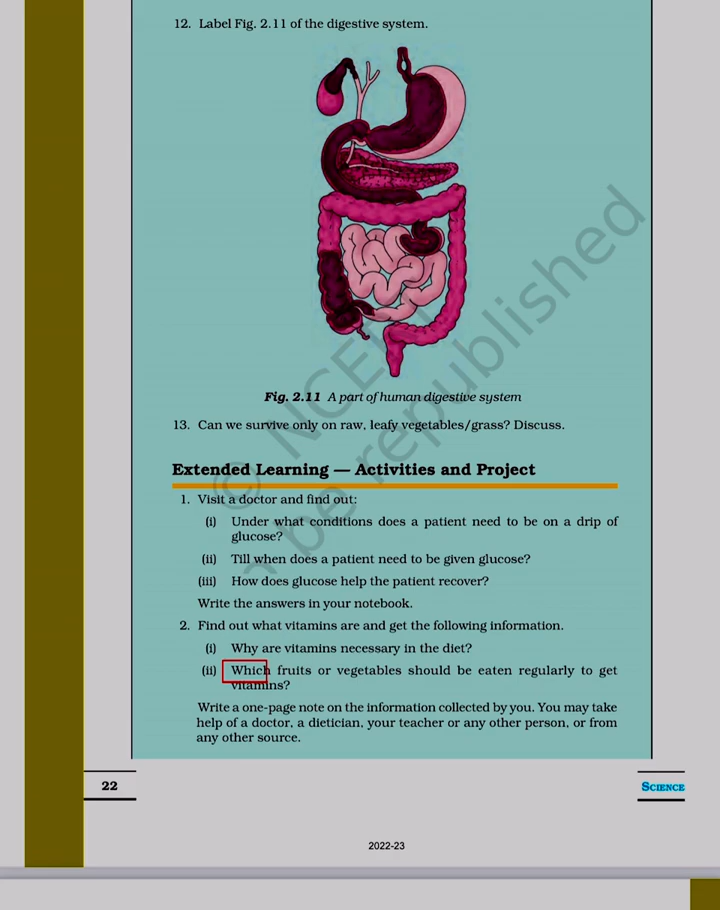 12. Label Fig. 2.11 of the digestive system.
Fig. 2.11 A part of human digestive system
13. Can we survive only on raw, leafy vegetables/grass? Discuss.
Extended Learning — Activities and Project
1. Visit a doctor and find out:
(i) Under what conditions does a patient need to be on a drip of
glucose?
(ii) Till when does a patient need to be given glucose?
(iii) How does glucose help the patient recover?
Write the answers in your notebook.
2. Find out what vitamins are and get the following information.
(i) Why are vitamins necessary in the diet?
(ii) Which fruits or vegetables should be eaten regularly to get
vitamins?
Write a one-page note on the information collected by you. You may take
help of a doctor, a dietician, your teacher or any other person, or from
any other source.
22
SCIENCE
2022-23
© NCE
be republished